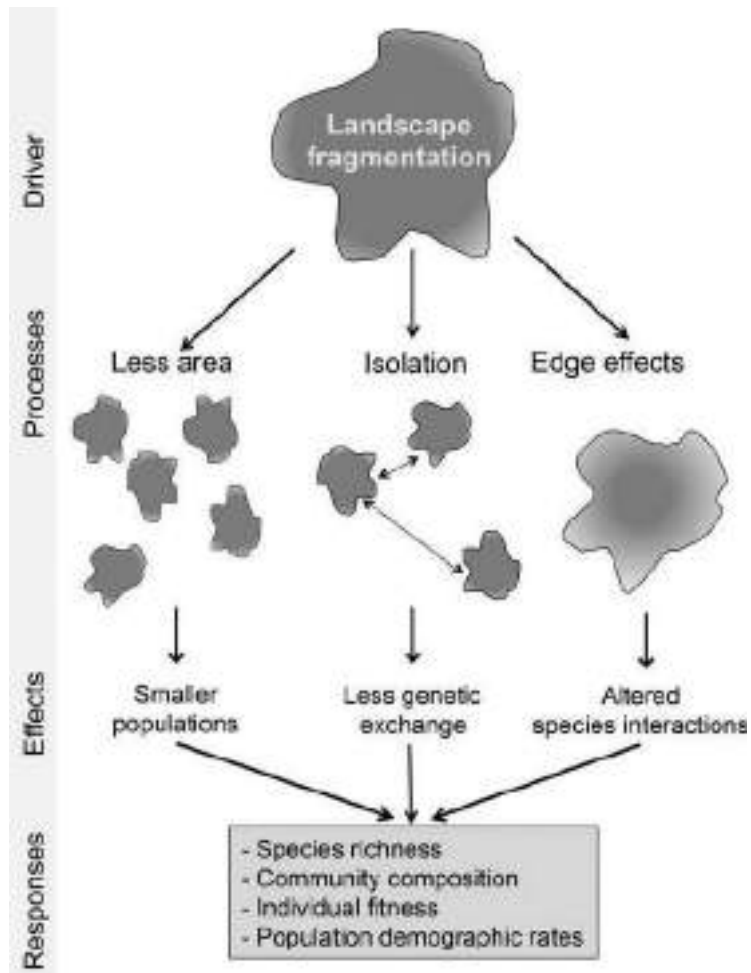 Driver
Landscape
fragmentation
Processes
Less area
Isolation
Edge effects
Effects
Smaller
populations
Less genetic
exchange
Altered
species interactions
Responses
- Species richness
- Community composition
- Individual fitness
- Population demographic rates